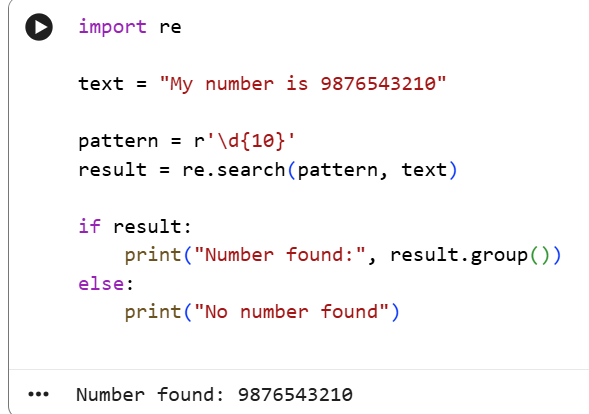 import re
text = "My number is 9876543210"
pattern = r'\d{10}'
result = re.search(pattern, text)
if result:
    print("Number found:", result.group())
else:
    print("No number found")
Number found: 9876543210